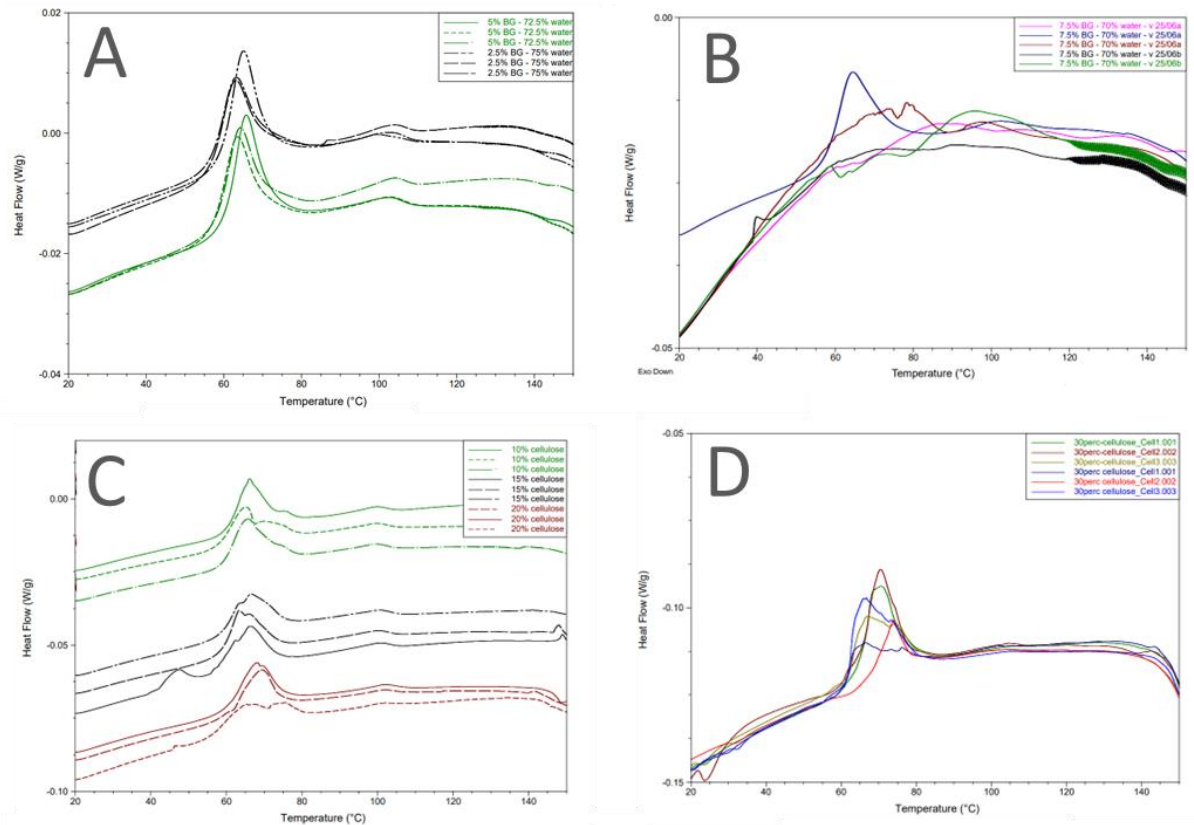 A
0.02
0.00
-0.02
-0.04
Heat Flow (W/g)
5% BG - 72.5% water
5% BG - 72.5% water
5% BG - 72.5% water
2.5% BG - 75% water
2.5% BG - 75% water
2.5% BG - 75% water
20 40 60 80 100 120 140
Temperature (°C)
B
0.00
-0.05
Heat Flow (W/g)
7.5% BG - 70% water - v 25/06a
7.5% BG - 70% water - v 25/06a
7.5% BG - 70% water - v 25/06a
7.5% BG - 70% water - v 25/06b
7.5% BG - 70% water - v 25/06b
20 40 60 80 100 120 140
Exo Down
Temperature (°C)
C
0.00
-0.05
-0.10
Heat Flow (W/g)
10% cellulose
10% cellulose
10% cellulose
15% cellulose
15% cellulose
15% cellulose
20% cellulose
20% cellulose
20% cellulose
20 40 60 80 100 120 140
Temperature (°C)
D
-0.05
-0.10
-0.15
Heat Flow (W/g)
30perc-cellulose_Cell1.001
30perc-cellulose_Cell2.002
30perc-cellulose_Cell3.003
30perc cellulose_Cell1.001
30perc cellulose_Cell2.002
30perc cellulose_Cell3.003
20 40 60 80 100 120 140
Temperature (°C)